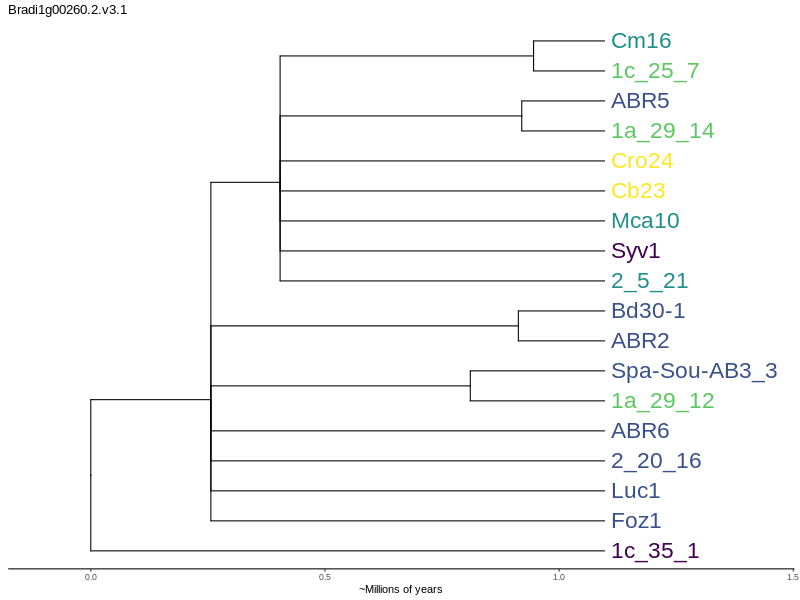 Bradi1g00260.2.v3.1
Cm16
1c_25_7
ABR5
1a_29_14
Cro24
Cb23
Mca10
Syv1
2_5_21
Bd30-1
ABR2
Spa-Sou-AB3_3
1a_29_12
ABR6
2_20_16
Luc1
Foz1
1c_35_1
0.0 0.5 1.0 1.5
~Millions of years